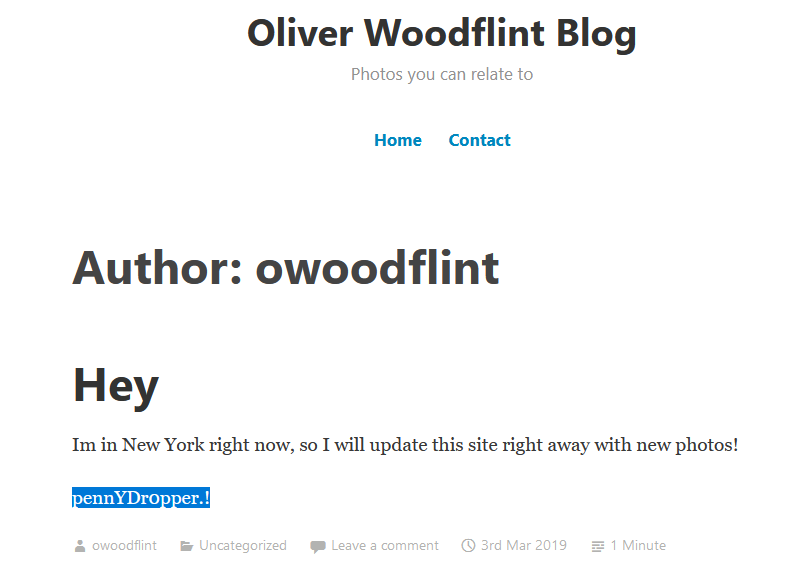 Oliver Woodflint Blog
Photos you can relate to
Home Contact
Author: owoodflint
Hey
Im in New York right now, so I will update this site right away with new photos!
pennYDr0pper.!
owoodflint Uncategorized Leave a comment 3rd Mar 2019 1 Minute